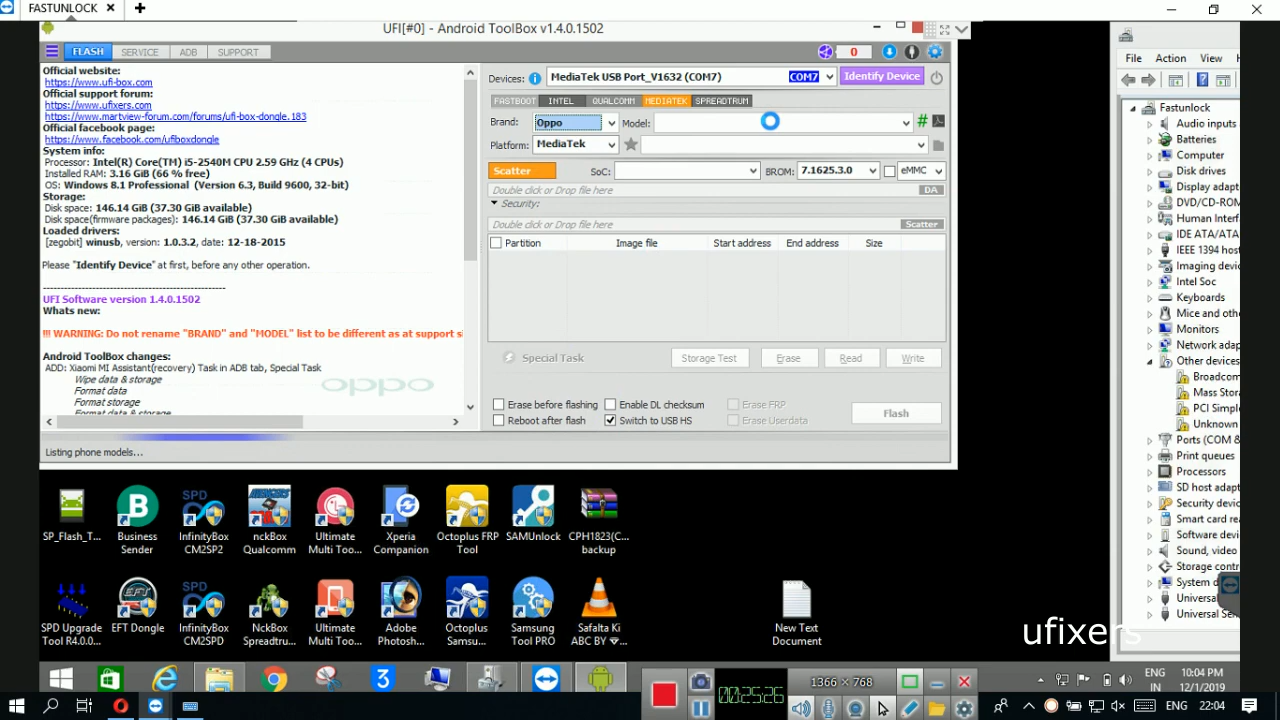 FASTUNLOCK
UFI[#0] - Android ToolBox v1.4.0.1502
FLASH SERVICE ADB SUPPORT 0
Official website:
https://www.ufi-box.com
Official support forum:
https://www.ufixers.com
https://www.martview-forum.com/forums/ufi-box-dongle.183
Official facebook page:
https://www.facebook.com/ufiboxdongle
System info:
Processor: Intel(R) Core(TM) i5-2540M CPU 2.59 GHz (4 CPUs)
Installed RAM: 3.16 GiB (66 % free)
OS: Windows 8.1 Professional (Version 6.3, Build 9600, 32-bit)
Storage:
Disk space: 146.14 GiB (37.30 GiB available)
Disk space(firmware packages): 146.14 GiB (37.30 GiB available)
Loaded drivers:
[zegobit] winusb, version: 1.0.3.2, date: 12-18-2015
Please "Identify Device" at first, before any other operation.
----------------------------------------
UFI Software version 1.4.0.1502
Whats new:
!!! WARNING: Do not rename "BRAND" and "MODEL" list to be different as at support si
Android ToolBox changes:
ADD: Xiaomi MI Assistant(recovery) Task in ADB tab, Special Task
Wipe data & storage
Format data
Format storage
Format data & storage
oppo
Listing phone models...
Devices: MediaTek USB Port_V1632 (COM7) COM7 Identify Device
FASTBOOT INTEL QUALCOMM MEDIATEK SPREADTRUM
Brand: Oppo Model: #
Platform: MediaTek
Scatter SoC: BROM: 7.1625.3.0 eMMC
Double click or Drop file here DA
Security:
Double click or Drop file here Scatter
Partition Image file Start address End address Size
Special Task Storage Test Erase Read Write
Erase before flashing Enable DL checksum Erase FRP Flash
Reboot after flash Switch to USB HS Erase Userdata
File Action View
Fastunlock
Audio inputs
Batteries
Computer
Disk drives
Display adapt
DVD/CD-ROM
Human Interf
IDE ATA/ATA
IEEE 1394 host
Imaging devi
Intel Soc
Keyboards
Mice and othe
Monitors
Network adap
Other devices
Broadcom
Mass Stora
PCI Simple
Unknown
Ports (COM &
Print queues
Processors
SD host adapt
Security devic
Smart card rea
Software devi
Sound, video
Storage contr
System d
Universal
Universal Se
SP_Flash_T...
Business Sender
InfinityBox CM2SP2
nckBox Qualcomm
Ultimate Multi Too...
Xperia Companion
Octoplus FRP Tool
SAMUnlock
CPH1823(C... backup
SPD Upgrade Tool R4.0.0...
EFT Dongle
InfinityBox CM2SPD
NckBox Spreadtru...
Ultimate Multi Too...
Adobe Photosh...
Octoplus Samsu...
Samsung Tool PRO
Safalta Ki ABC BY ▼...
New Text Document
ufixers
00:25:26
1366 × 768
ENG IN
10:04 PM 12/1/2019
ENG 22:04